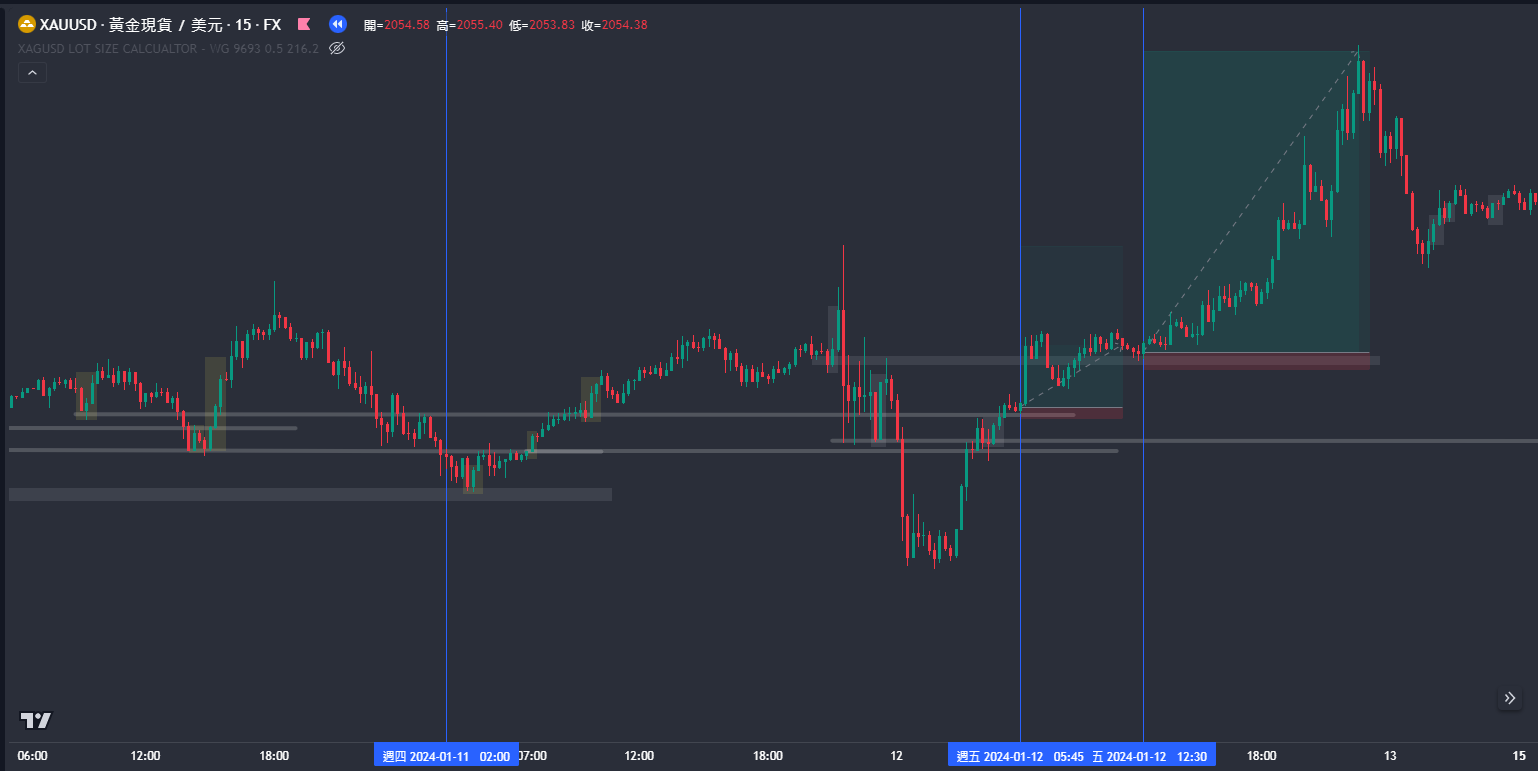 XAUUSD · 黃金現貨 / 美元 · 15 · FX 開=2054.58 高=2055.40 低=2053.83 收=2054.38
XAGUSD LOT SIZE CALCUALTOR - WG 9693 0.5 216.2
06:00 12:00 18:00 週四 2024-01-11 02:00 07:00 12:00 18:00 12 週五 2024-01-12 05:45 五 2024-01-12 12:30 18:00 13 15